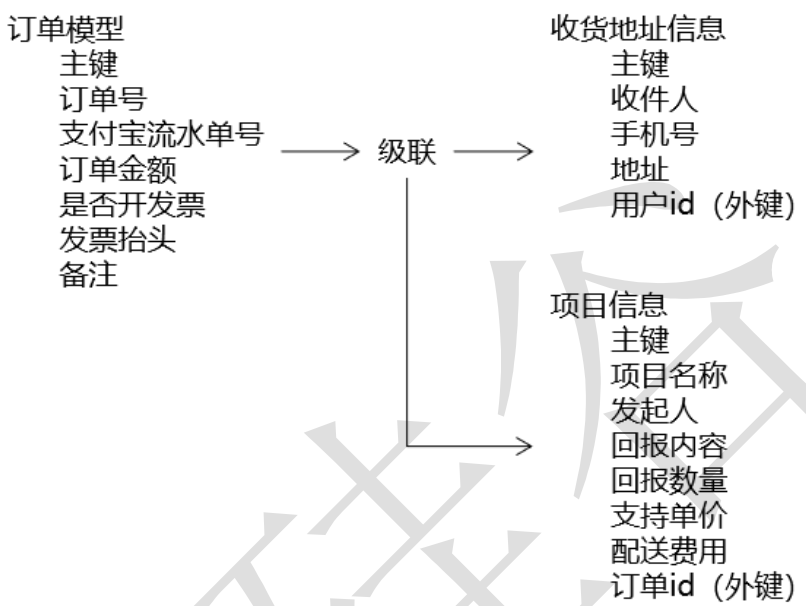 订单模型
主键
订单号
支付宝流水单号
订单金额
是否开发票
发票抬头
备注
级联
收货地址信息
主键
收件人
手机号
地址
用户id（外键）
项目信息
主键
项目名称
发起人
回报内容
回报数量
支持单价
配送费用
订单id（外键）